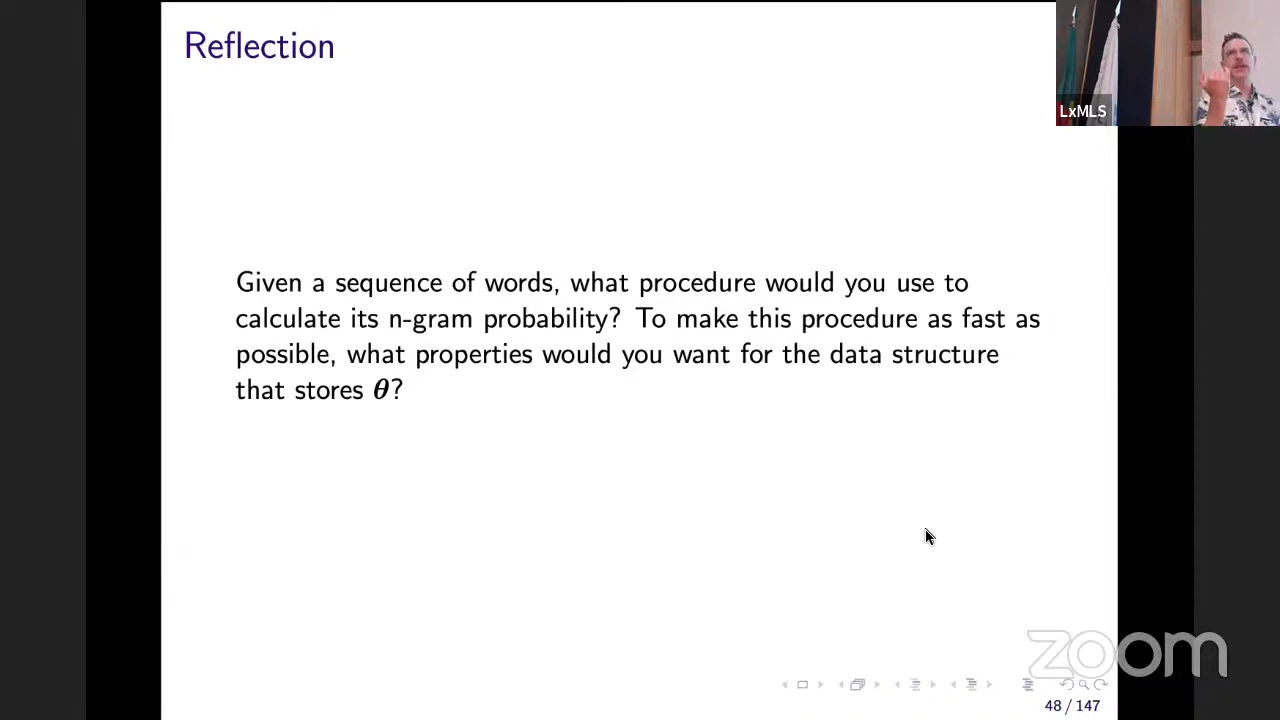 Reflection
LxMLS
Given a sequence of words, what procedure would you use to
calculate its n-gram probability? To make this procedure as fast as
possible, what properties would you want for the data structure
that stores θ?
zoom
48 / 147